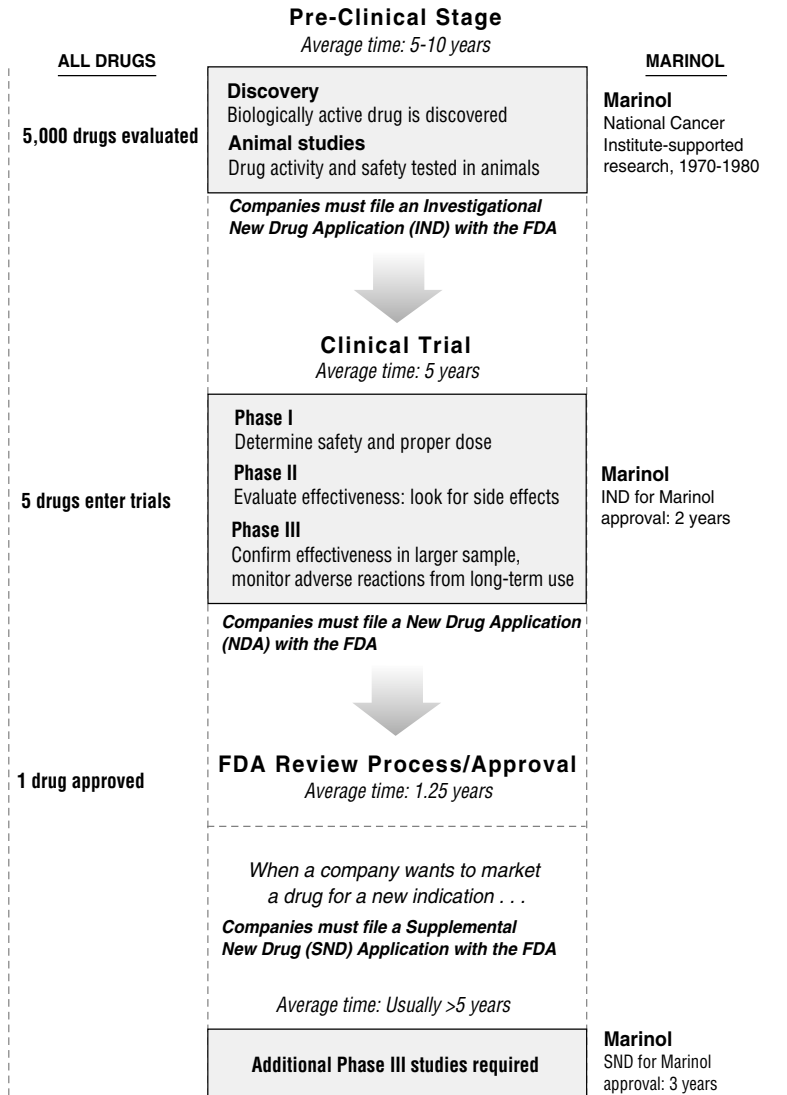 Pre-Clinical Stage
Average time: 5-10 years
ALL DRUGS
MARINOL
5,000 drugs evaluated
Discovery
Biologically active drug is discovered
Animal studies
Drug activity and safety tested in animals
Marinol
National Cancer
Institute-supported
research, 1970-1980
Companies must file an Investigational
New Drug Application (IND) with the FDA
Clinical Trial
Average time: 5 years
5 drugs enter trials
Phase I
Determine safety and proper dose
Phase II
Evaluate effectiveness: look for side effects
Phase III
Confirm effectiveness in larger sample,
monitor adverse reactions from long-term use
Marinol
IND for Marinol
approval: 2 years
Companies must file a New Drug Application
(NDA) with the FDA
1 drug approved
FDA Review Process/Approval
Average time: 1.25 years
When a company wants to market
a drug for a new indication . . .
Companies must file a Supplemental
New Drug (SND) Application with the FDA
Average time: Usually >5 years
Additional Phase III studies required
Marinol
SND for Marinol
approval: 3 years